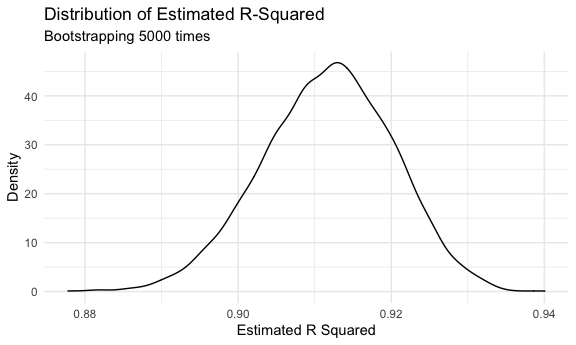 Distribution of Estimated R-Squared
Bootstrapping 5000 times
Density
40
30
20
10
0
0.88
0.90
0.92
0.94
Estimated R Squared